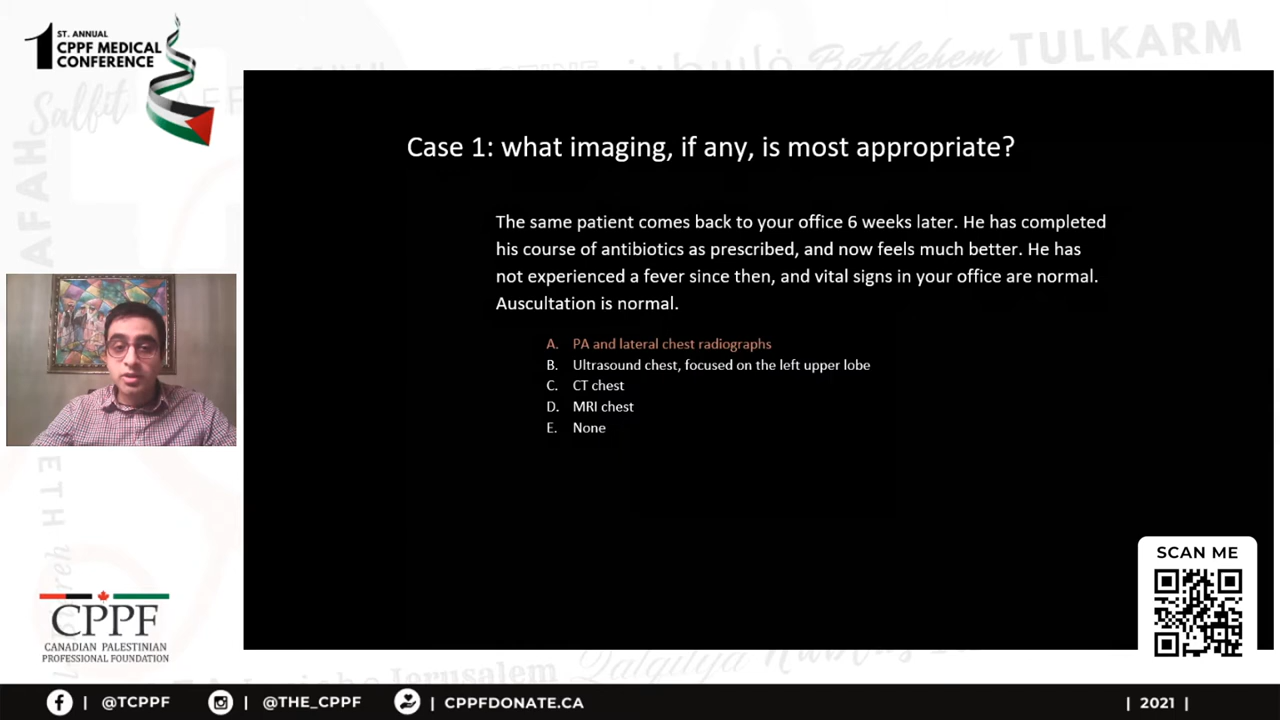 ST. ANNUAL
1 CPPF MEDICAL
CONFERENCE
Salfit
TULKARM
Bethlehem
AFAH
Case 1: what imaging, if any, is most appropriate?
The same patient comes back to your office 6 weeks later. He has completed
his course of antibiotics as prescribed, and now feels much better. He has
not experienced a fever since then, and vital signs in your office are normal.
Auscultation is normal.
A. PA and lateral chest radiographs
B. Ultrasound chest, focused on the left upper lobe
C. CT chest
D. MRI chest
E. None
SCAN ME
CPPF
CANADIAN PALESTINIAN
PROFESSIONAL FOUNDATION
Jerusalem
Qalqilya
| @TCPPF
| @THE_CPPF
| CPPFDONATE.CA
| 2021 |